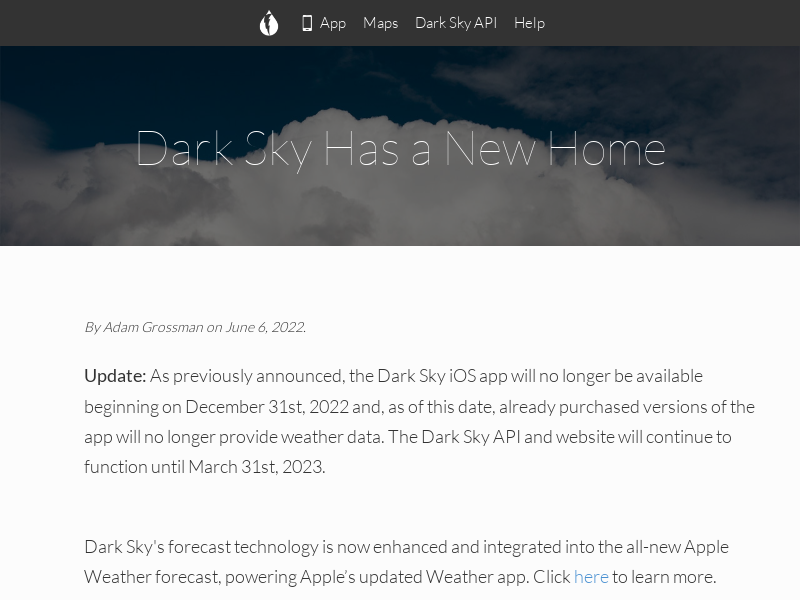 App Maps Dark Sky API Help
Dark Sky Has a New Home
By Adam Grossman on June 6, 2022.
Update: As previously announced, the Dark Sky iOS app will no longer be available
beginning on December 31st, 2022 and, as of this date, already purchased versions of the
app will no longer provide weather data. The Dark Sky API and website will continue to
function until March 31st, 2023.
Dark Sky's forecast technology is now enhanced and integrated into the all-new Apple
Weather forecast, powering Apple’s updated Weather app. Click here to learn more.